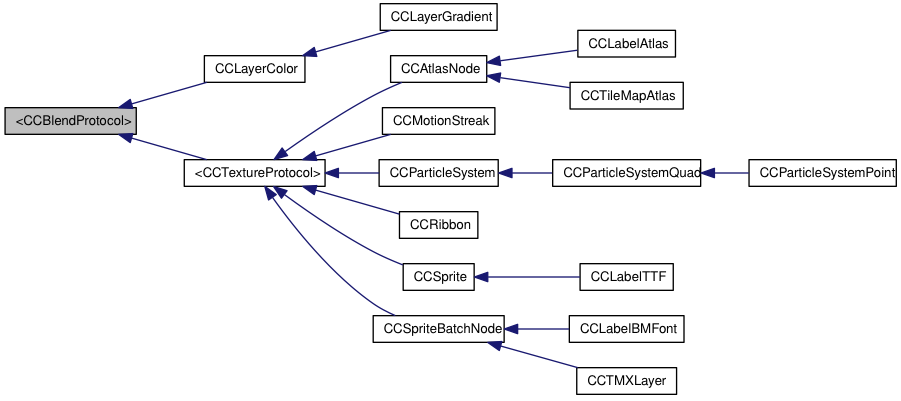 CCLayerGradient
CCLabelAtlas
CCLayerColor
CCAtlasNode
CCTileMapAtlas
<CCBlendProtocol>
CCMotionStreak
<CCTextureProtocol>
CCParticleSystem
CCParticleSystemQuad
CCParticleSystemPoint
CCRibbon
CCSprite
CCLabelTTF
CCSpriteBatchNode
CCLabelBMFont
CCTMXLayer